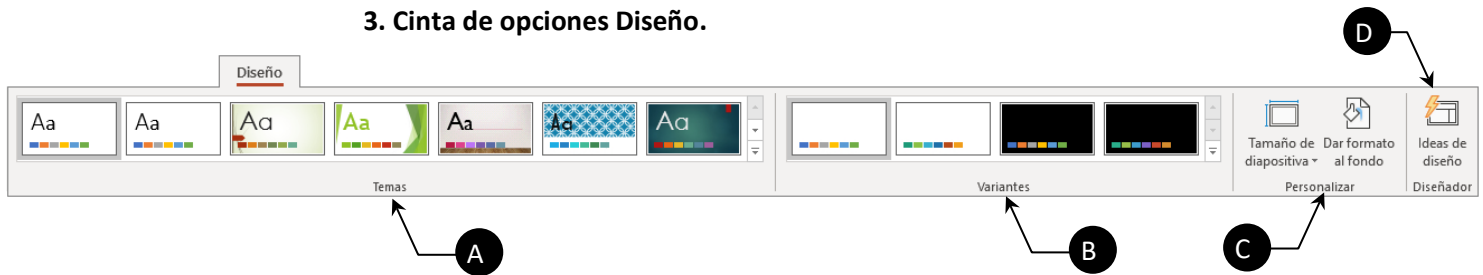 3. Cinta de opciones Diseño.
D
Diseño
Aa Aa Aa Aa Aa Aa Aa
Tamaño de diapositiva
Dar formato al fondo
Ideas de diseño
Temas
Variantes
Personalizar
Diseñador
A
B
C